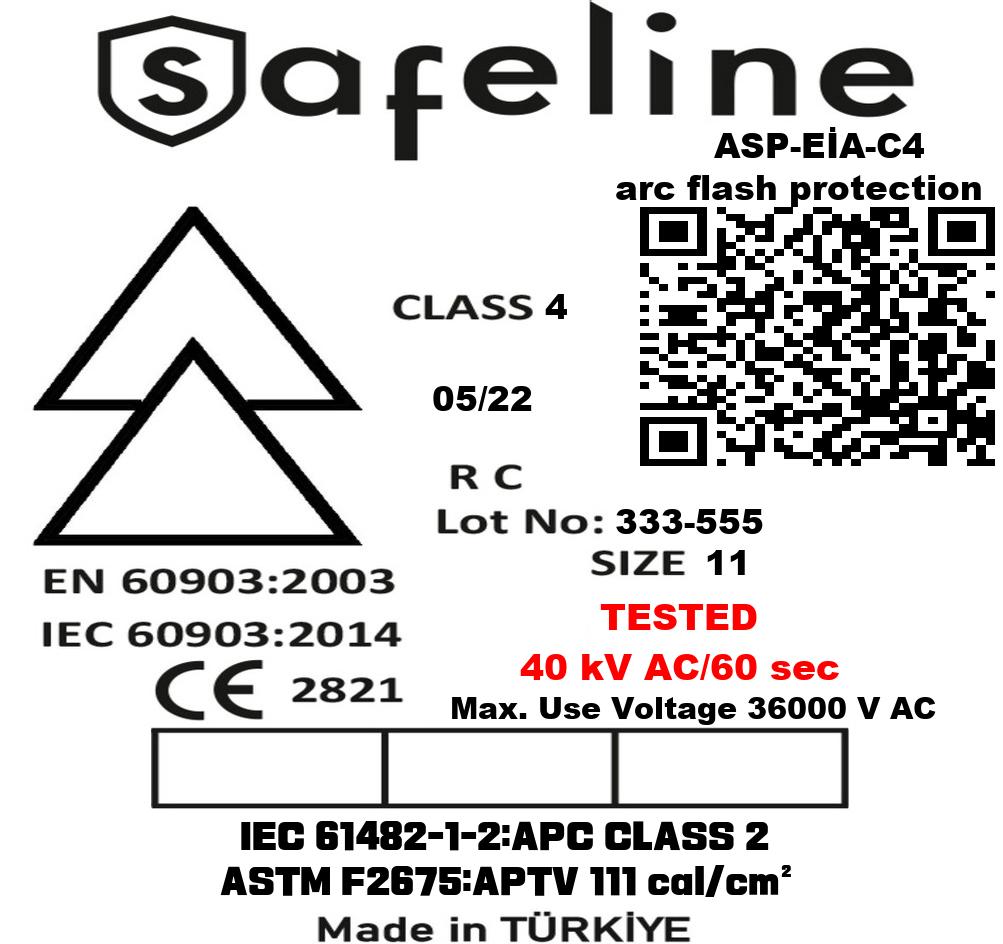 safeline
ASP-EİA-C4
arc flash protection
CLASS 4
05/22
R C
Lot No: 333-555
SIZE 11
EN 60903:2003
IEC 60903:2014
TESTED
40 kV AC/60 sec
CE 2821
Max. Use Voltage 36000 V AC
IEC 61482-1-2:APC CLASS 2
ASTM F2675:APTV 111 cal/cm²
Made in TÜRKİYE